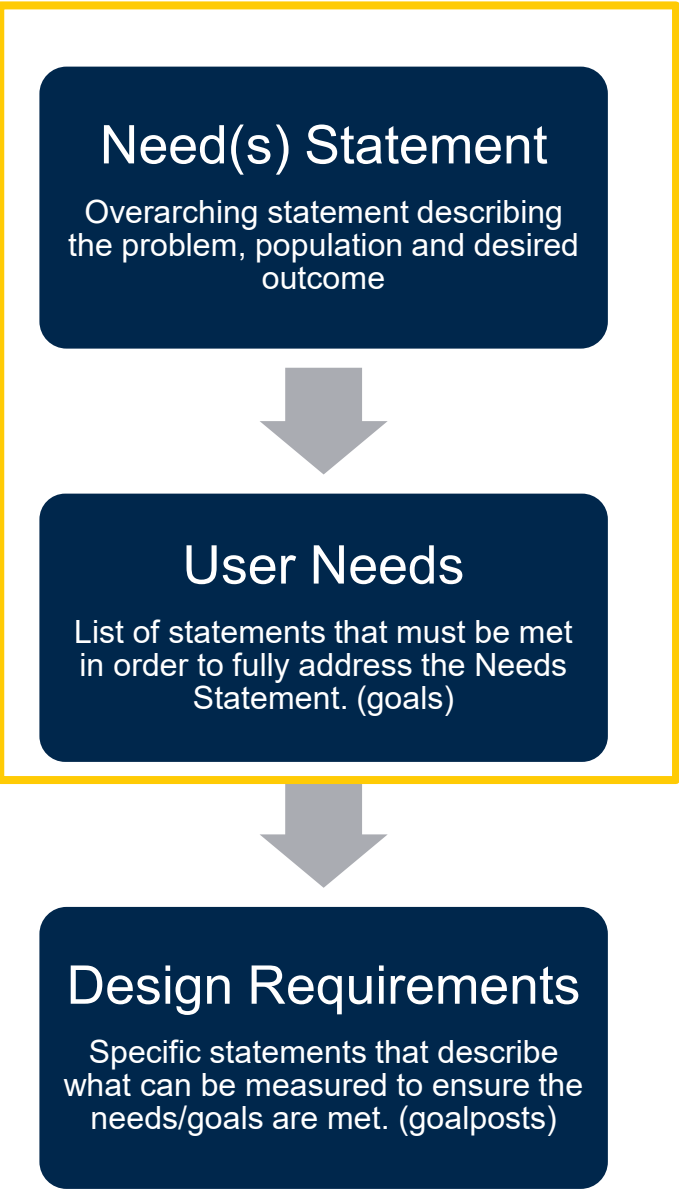 Need(s) Statement
Overarching statement describing
the problem, population and desired
outcome
User Needs
List of statements that must be met
in order to fully address the Needs
Statement. (goals)
Design Requirements
Specific statements that describe
what can be measured to ensure the
needs/goals are met. (goalposts)